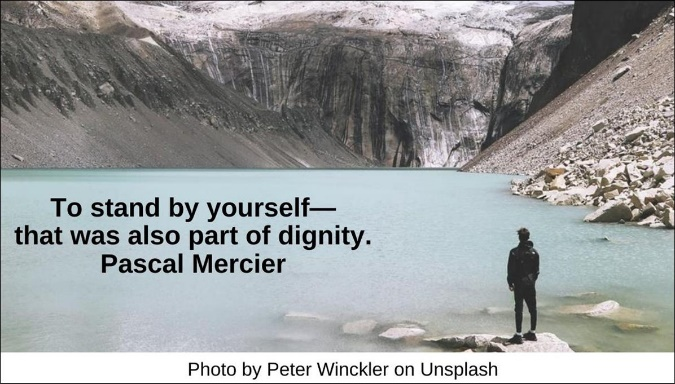 To stand by yourself—
that was also part of dignity.
Pascal Mercier
Photo by Peter Winckler on Unsplash